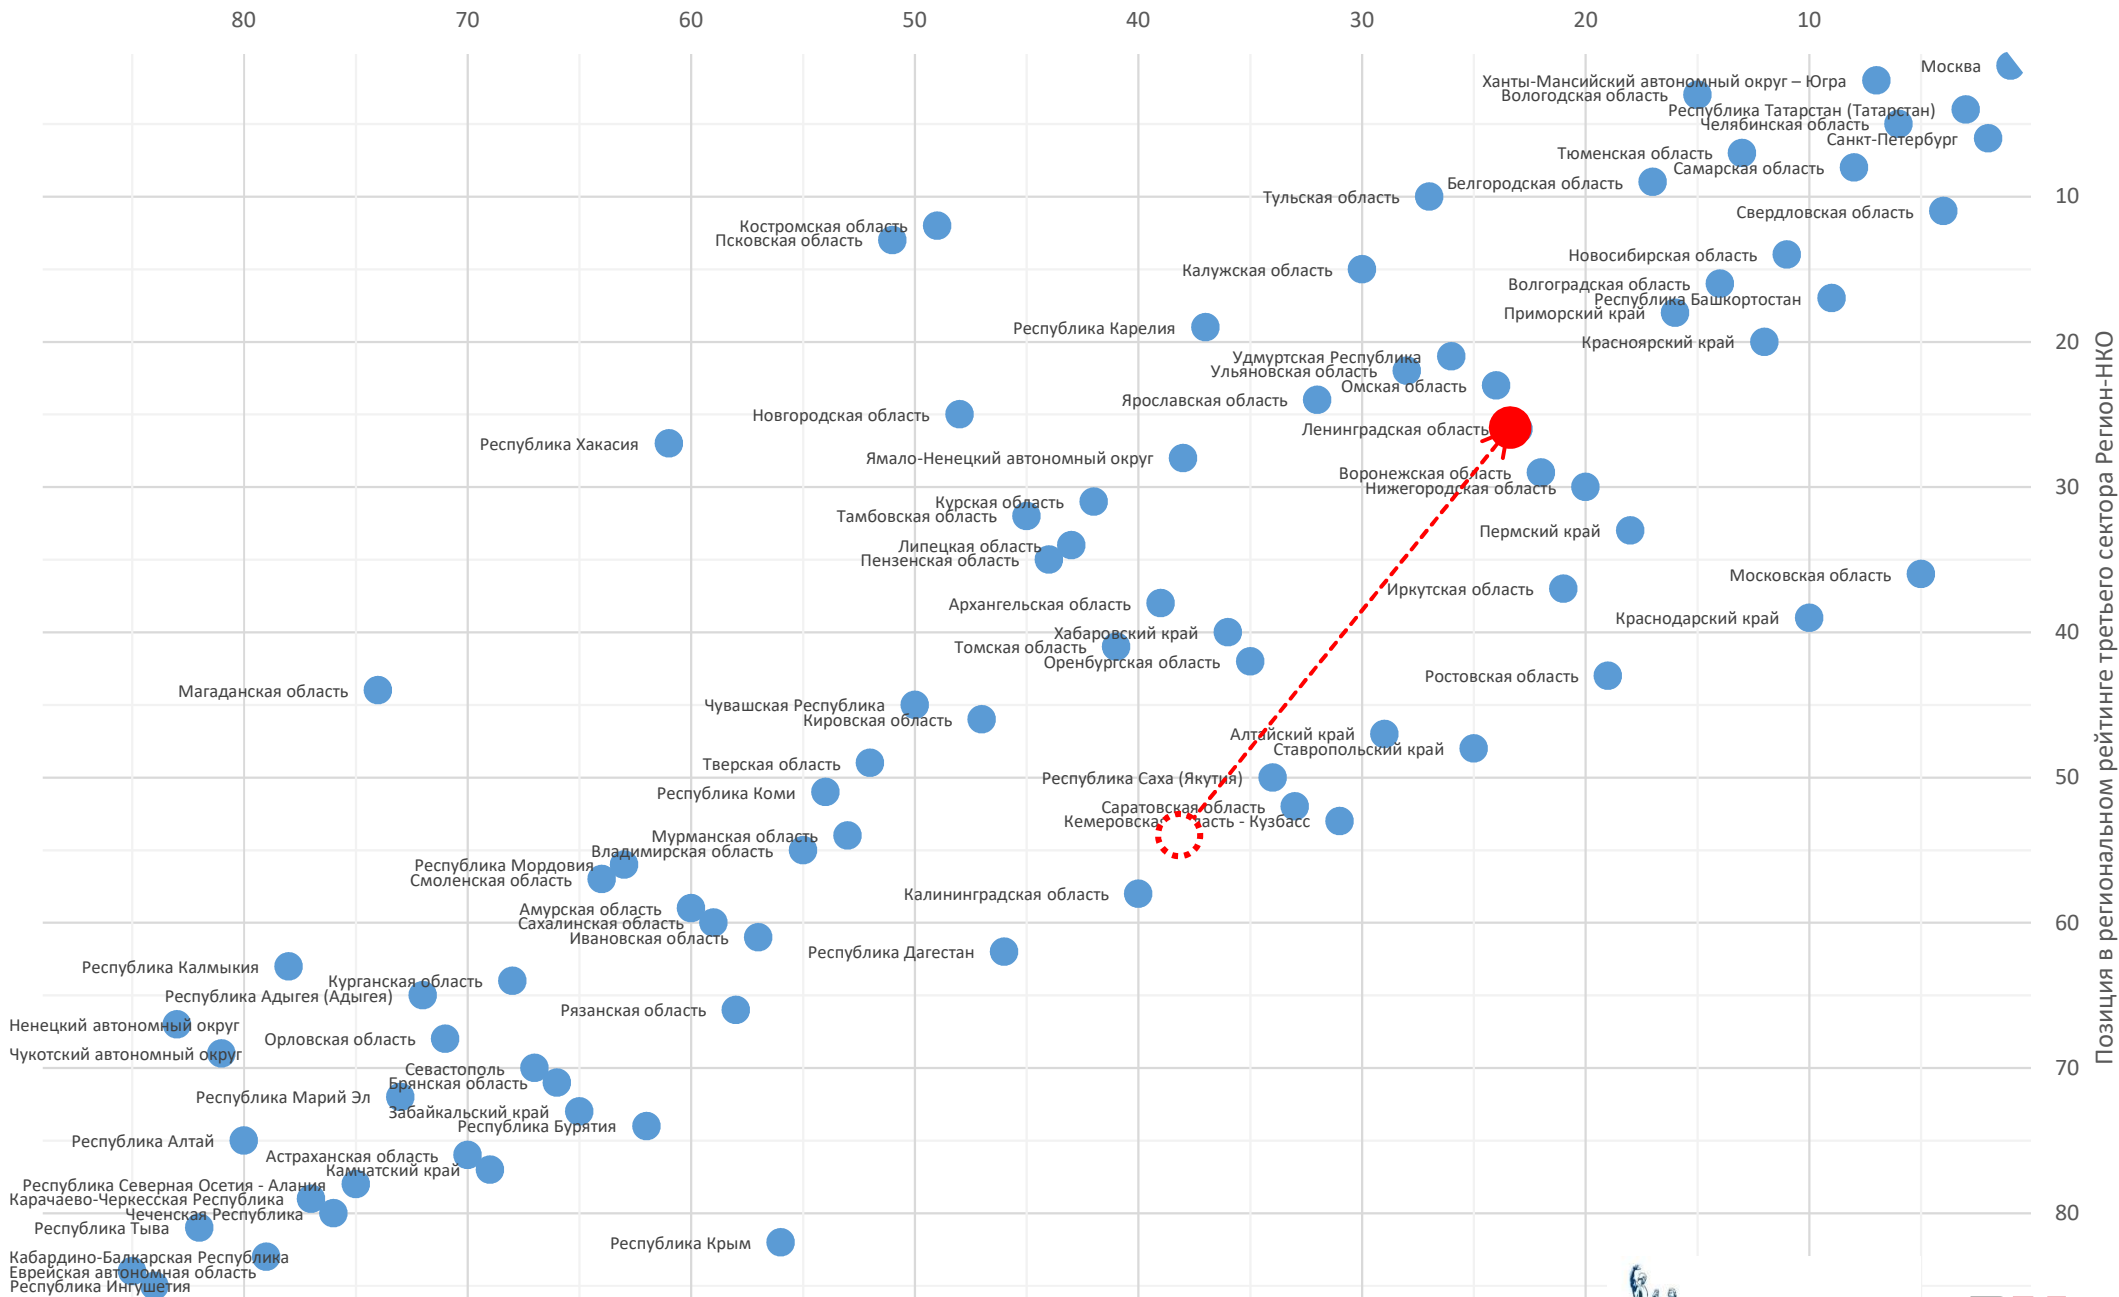 80 70 60 50 40 30 20 10
Москва
Ханты-Мансийский автономный округ – Югра
Вологодская область
Республика Татарстан (Татарстан)
Челябинская область
Санкт-Петербург
Тюменская область
Самарская область
Белгородская область
10
Тульская область
Свердловская область
Костромская область
Псковская область
Новосибирская область
Калужская область
Волгоградская область
Республика Башкортостан
Приморский край
Республика Карелия
20
Красноярский край
Удмуртская Республика
Ульяновская область
Омская область
Ярославская область
Новгородская область
Ленинградская область
Республика Хакасия
Ямало-Ненецкий автономный округ
Воронежская область
30
Нижегородская область
Курская область
Тамбовская область
Пермский край
Липецкая область
Пензенская область
Московская область
Иркутская область
Архангельская область
Краснодарский край
40
Хабаровский край
Томская область
Оренбургская область
Ростовская область
Магаданская область
Чувашская Республика
Кировская область
Алтайский край
Ставропольский край
Тверская область
50
Республика Саха (Якутия)
Республика Коми
Саратовская область
Кемеровская область - Кузбасс
Мурманская область
Владимирская область
Республика Мордовия
Смоленская область
Калининградская область
Амурская область
60
Сахалинская область
Ивановская область
Республика Дагестан
Республика Калмыкия
Курганская область
Республика Адыгея (Адыгея)
Рязанская область
Ненецкий автономный округ
Орловская область
Чукотский автономный округ
70
Севастополь
Брянская область
Республика Марий Эл
Забайкальский край
Республика Бурятия
Республика Алтай
Астраханская область
Камчатский край
Республика Северная Осетия - Алания
Карачаево-Черкесская Республика
80
Чеченская Республика
Республика Тыва
Республика Крым
Кабардино-Балкарская Республика
Еврейская автономная область
Республика Ингушетия
Позиция в региональном рейтинге третьего сектора Регион-НКО